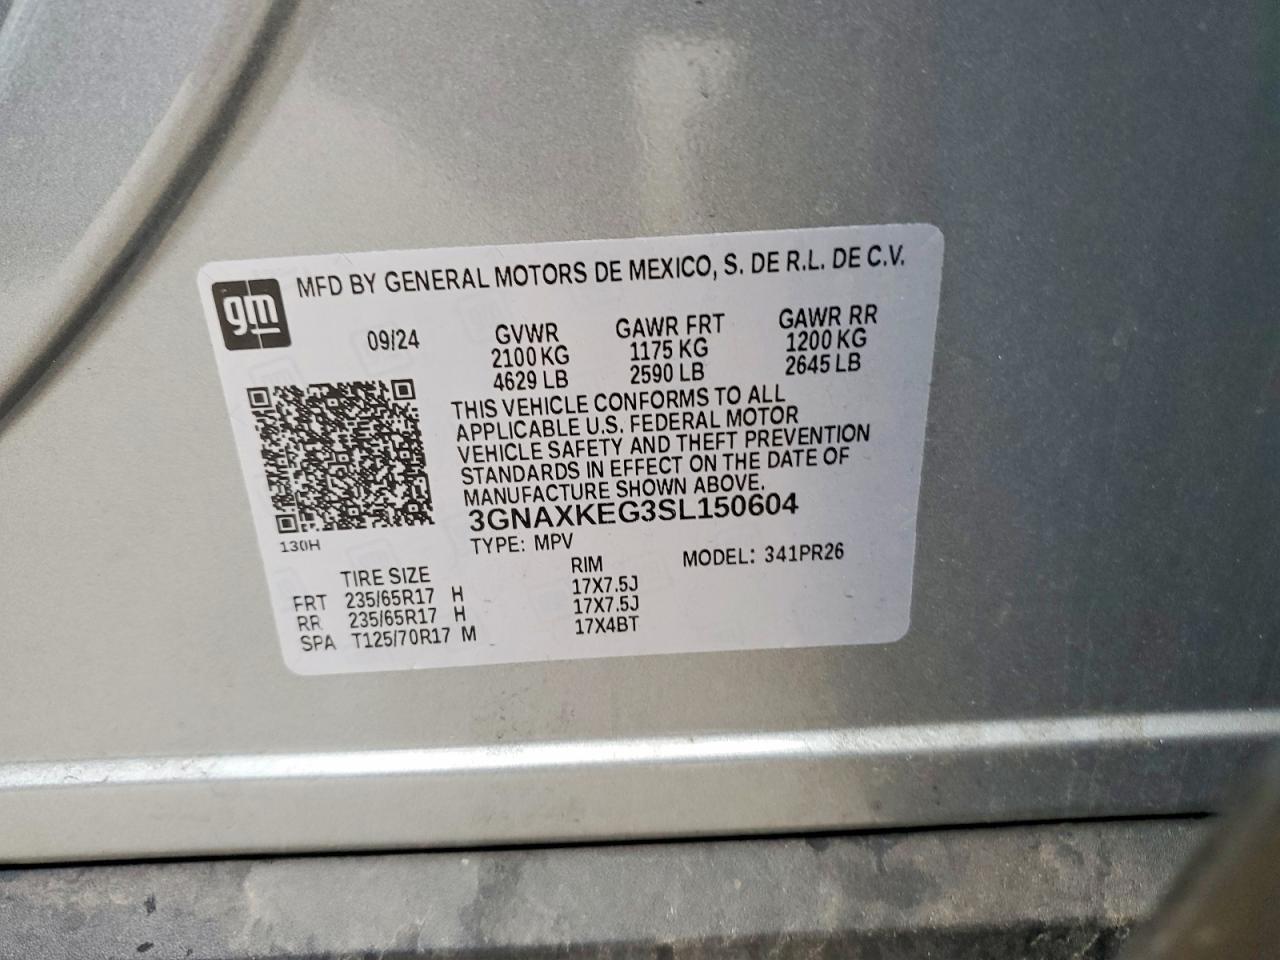 gm
MFD BY GENERAL MOTORS DE MEXICO, S. DE R.L. DE C.V.
09/24 GVWR GAWR FRT GAWR RR
2100 KG 1175 KG 1200 KG
4629 LB 2590 LB 2645 LB
THIS VEHICLE CONFORMS TO ALL
APPLICABLE U.S. FEDERAL MOTOR
VEHICLE SAFETY AND THEFT PREVENTION
STANDARDS IN EFFECT ON THE DATE OF
MANUFACTURE SHOWN ABOVE.
3GNAXKEG3SL150604
130H
TYPE: MPV MODEL: 341PR26
TIRE SIZE RIM
FRT 235/65R17 H 17X7.5J
RR 235/65R17 H 17X7.5J
SPA T125/70R17 M 17X4BT